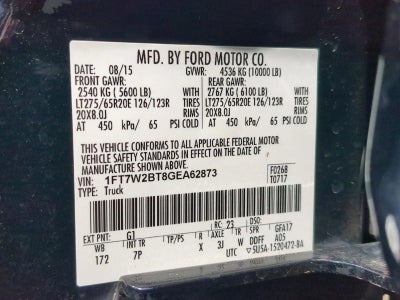 MFD. BY FORD MOTOR CO.
DATE: 08/15 GVWR: 4536 KG (10000 LB)
FRONT GAWR: REAR GAWR:
2540 KG ( 5600 LB) 2767 KG ( 6100 LB)
LT275/65R20E 126/123R TIRES LT275/65R20E 126/123R TIRES
20X8.0J RIMS 20X8.0J RIMS
AT 450 kPa/ 65 PSI COLD AT 450 kPa/ 65 PSI COLD
THIS VEHICLE CONFORMS TO ALL APPLICABLE FEDERAL MOTOR
VEHICLE SAFETY STANDARDS IN EFFECT ON THE DATE OF
MANUFACTURE SHOWN ABOVE.
VIN: 1FT7W2BT8GEA62873
TYPE: Truck
F0268
T0717
EXT PNT: G1 RC: 23 DSO:
WB INT TR TP/PS R AXLE TR SPR GFA17
172 7P X 3J DDFF A05
UTC 5U5A-1520472-BA